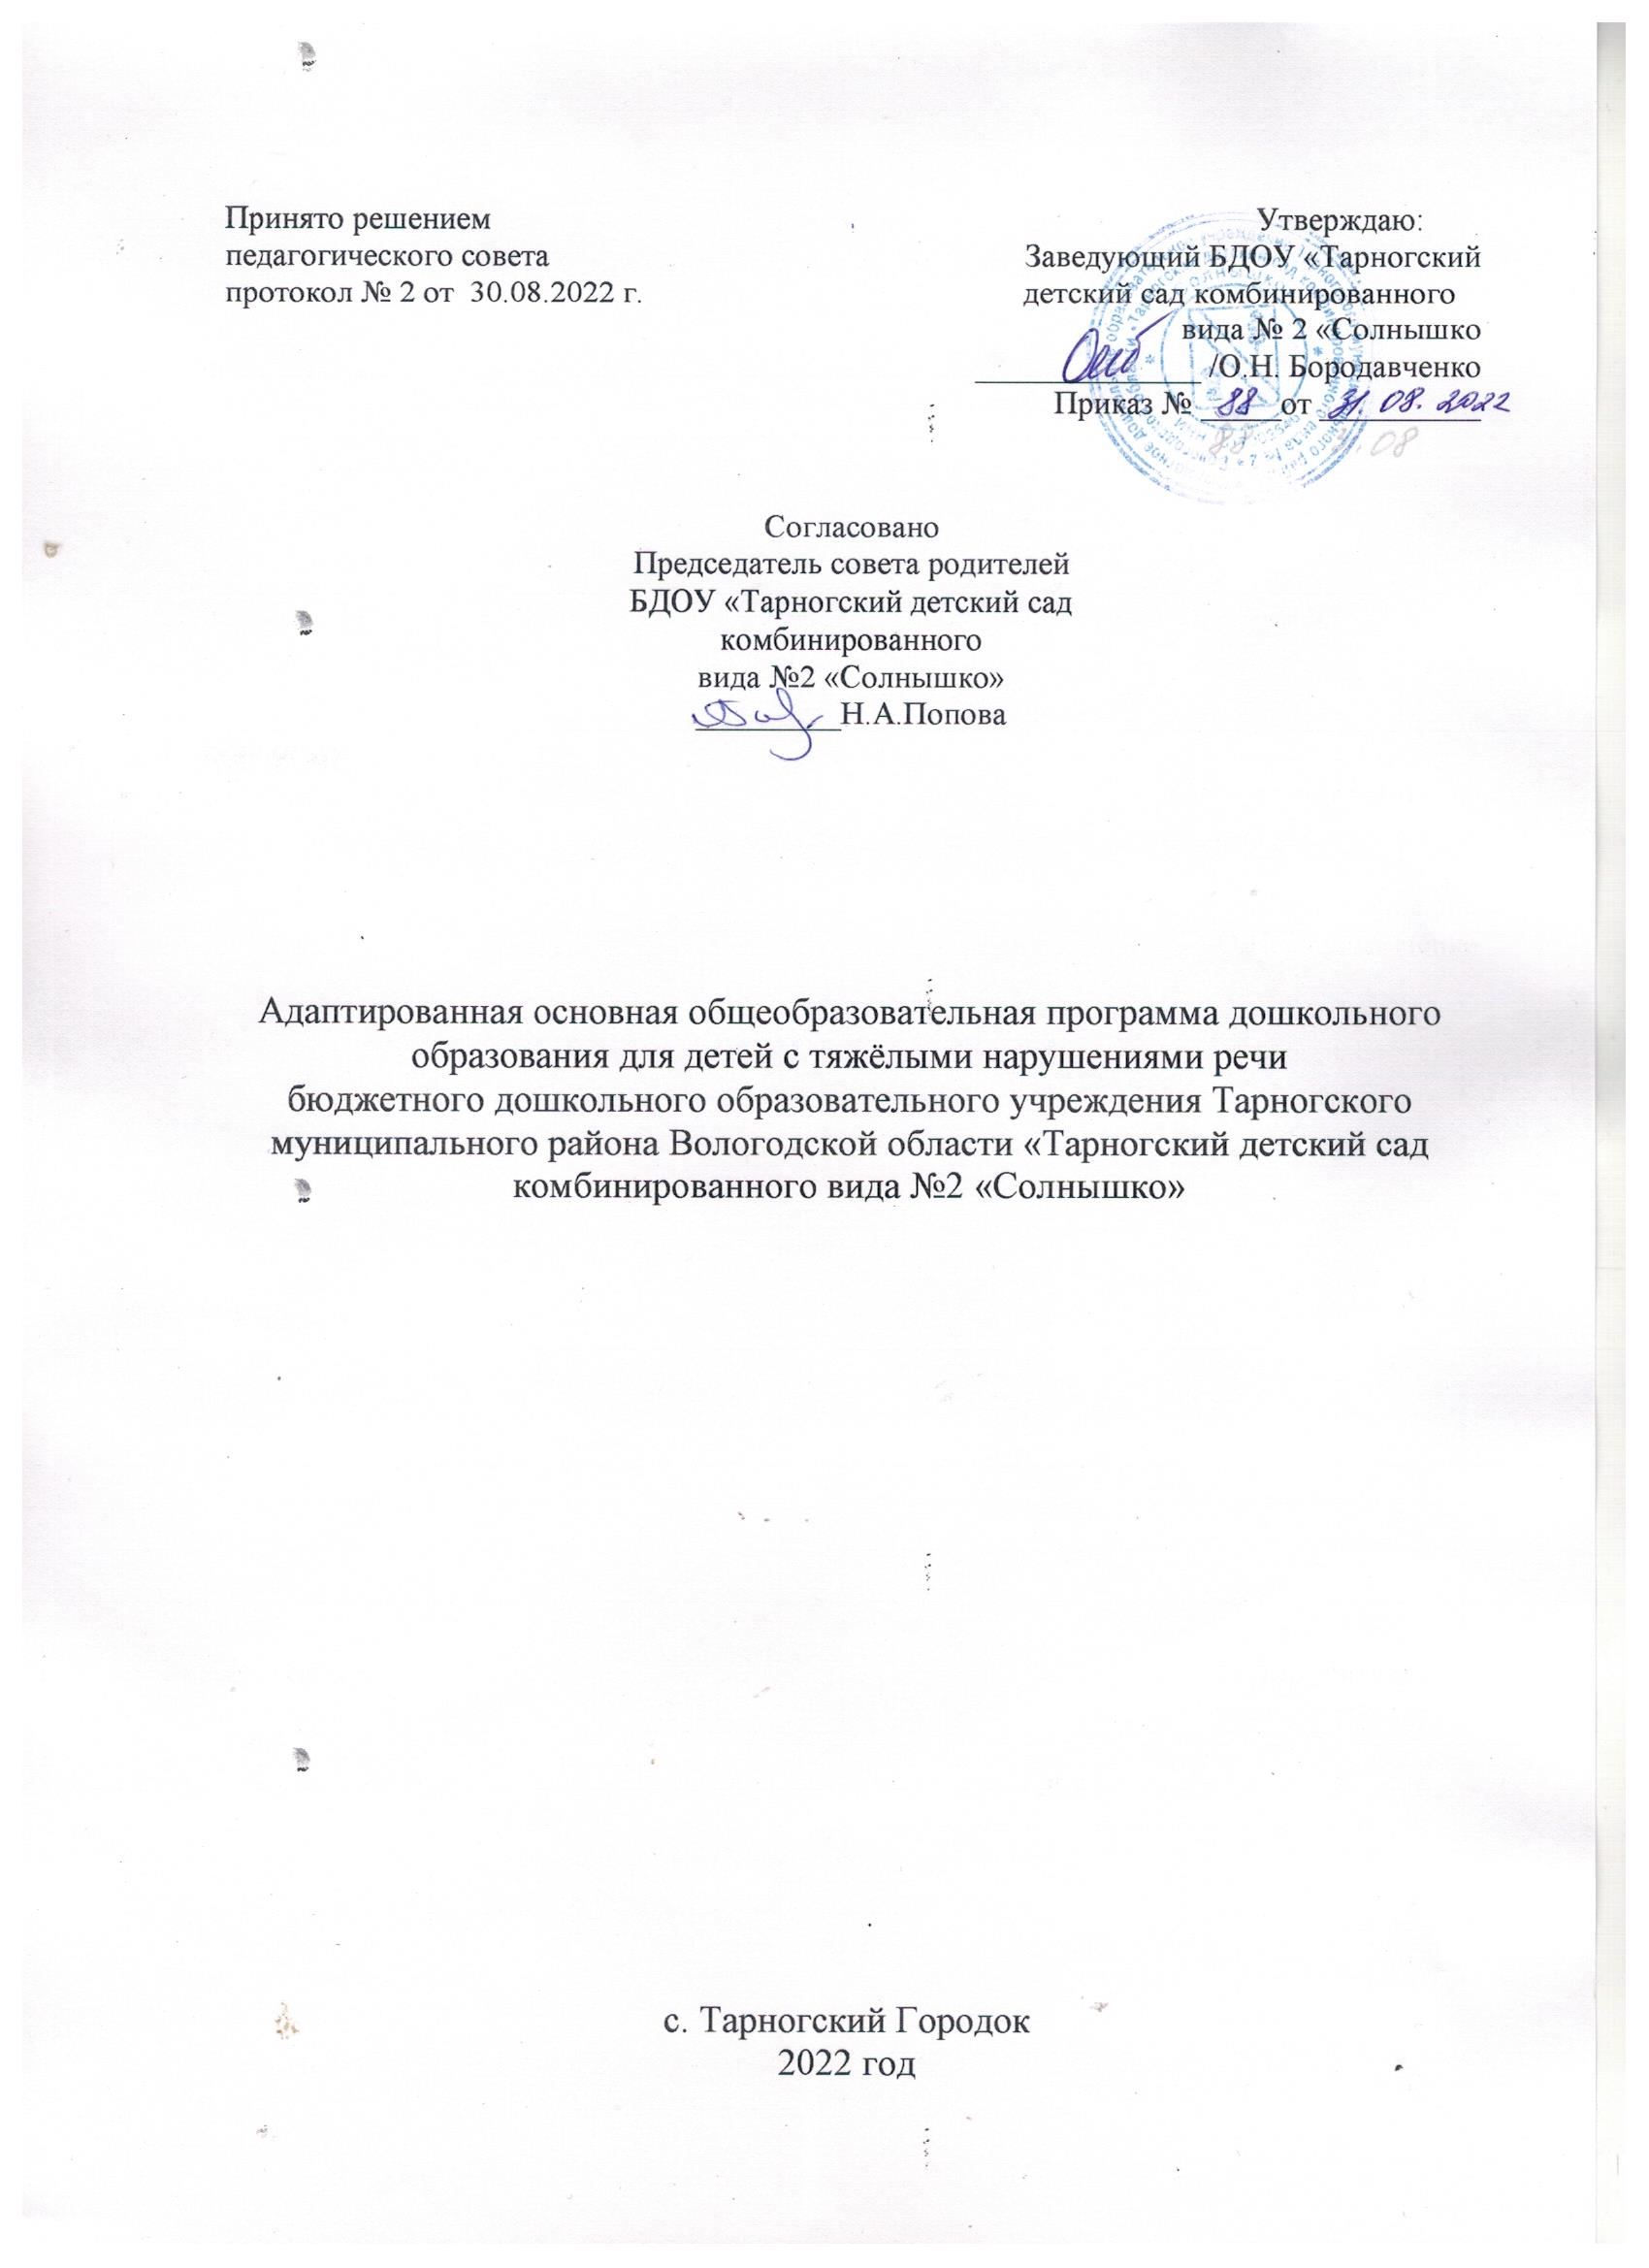 Принято решением
педагогического совета
протокол № 2 от 30.08.2022 г.
Утверждаю:
Заведующий БДОУ «Тарногский
детский сад комбинированного
вида № 2 «Солнышко
/О.Н. Бородавченко
Приказ № 88 от 31.08.2022
88 31.08
Согласовано
Председатель совета родителей
БДОУ «Тарногский детский сад
комбинированного
вида №2 «Солнышко»
Н.А.Попова
Адаптированная основная общеобразовательная программа дошкольного
образования для детей с тяжёлыми нарушениями речи
бюджетного дошкольного образовательного учреждения Тарногского
муниципального района Вологодской области «Тарногский детский сад
комбинированного вида №2 «Солнышко»
с. Тарногский Городок
2022 год